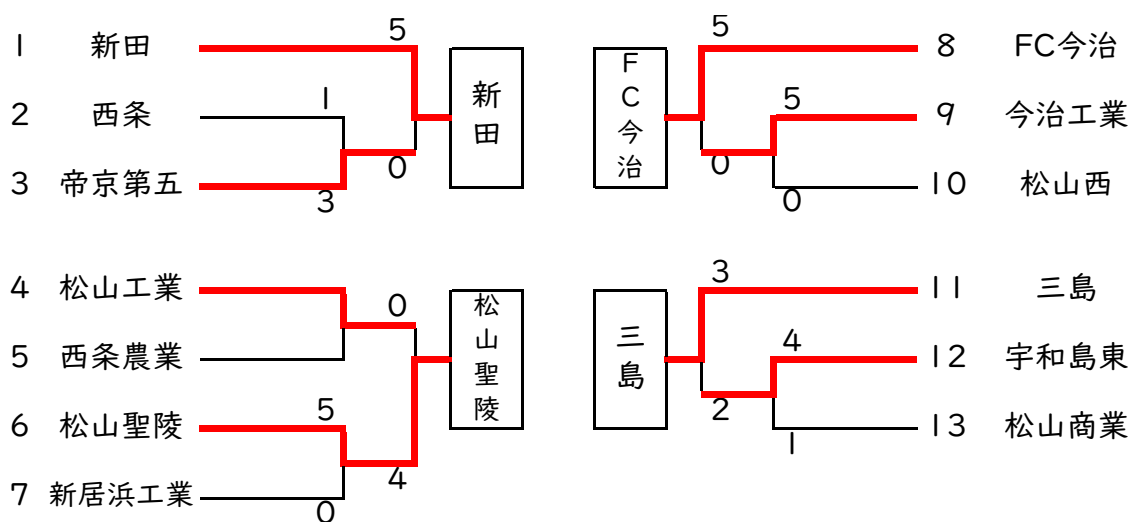 5
1 新田
1
2 西条
0
3 帝京第五
3
新田
4 松山工業
0
5 西条農業
5
6 松山聖陵
4
7 新居浜工業
0
松山聖陵
5
8 FC今治
5
9 今治工業
0
10 松山西
0
FC今治
3
11 三島
4
12 宇和島東
2
13 松山商業
1
三島